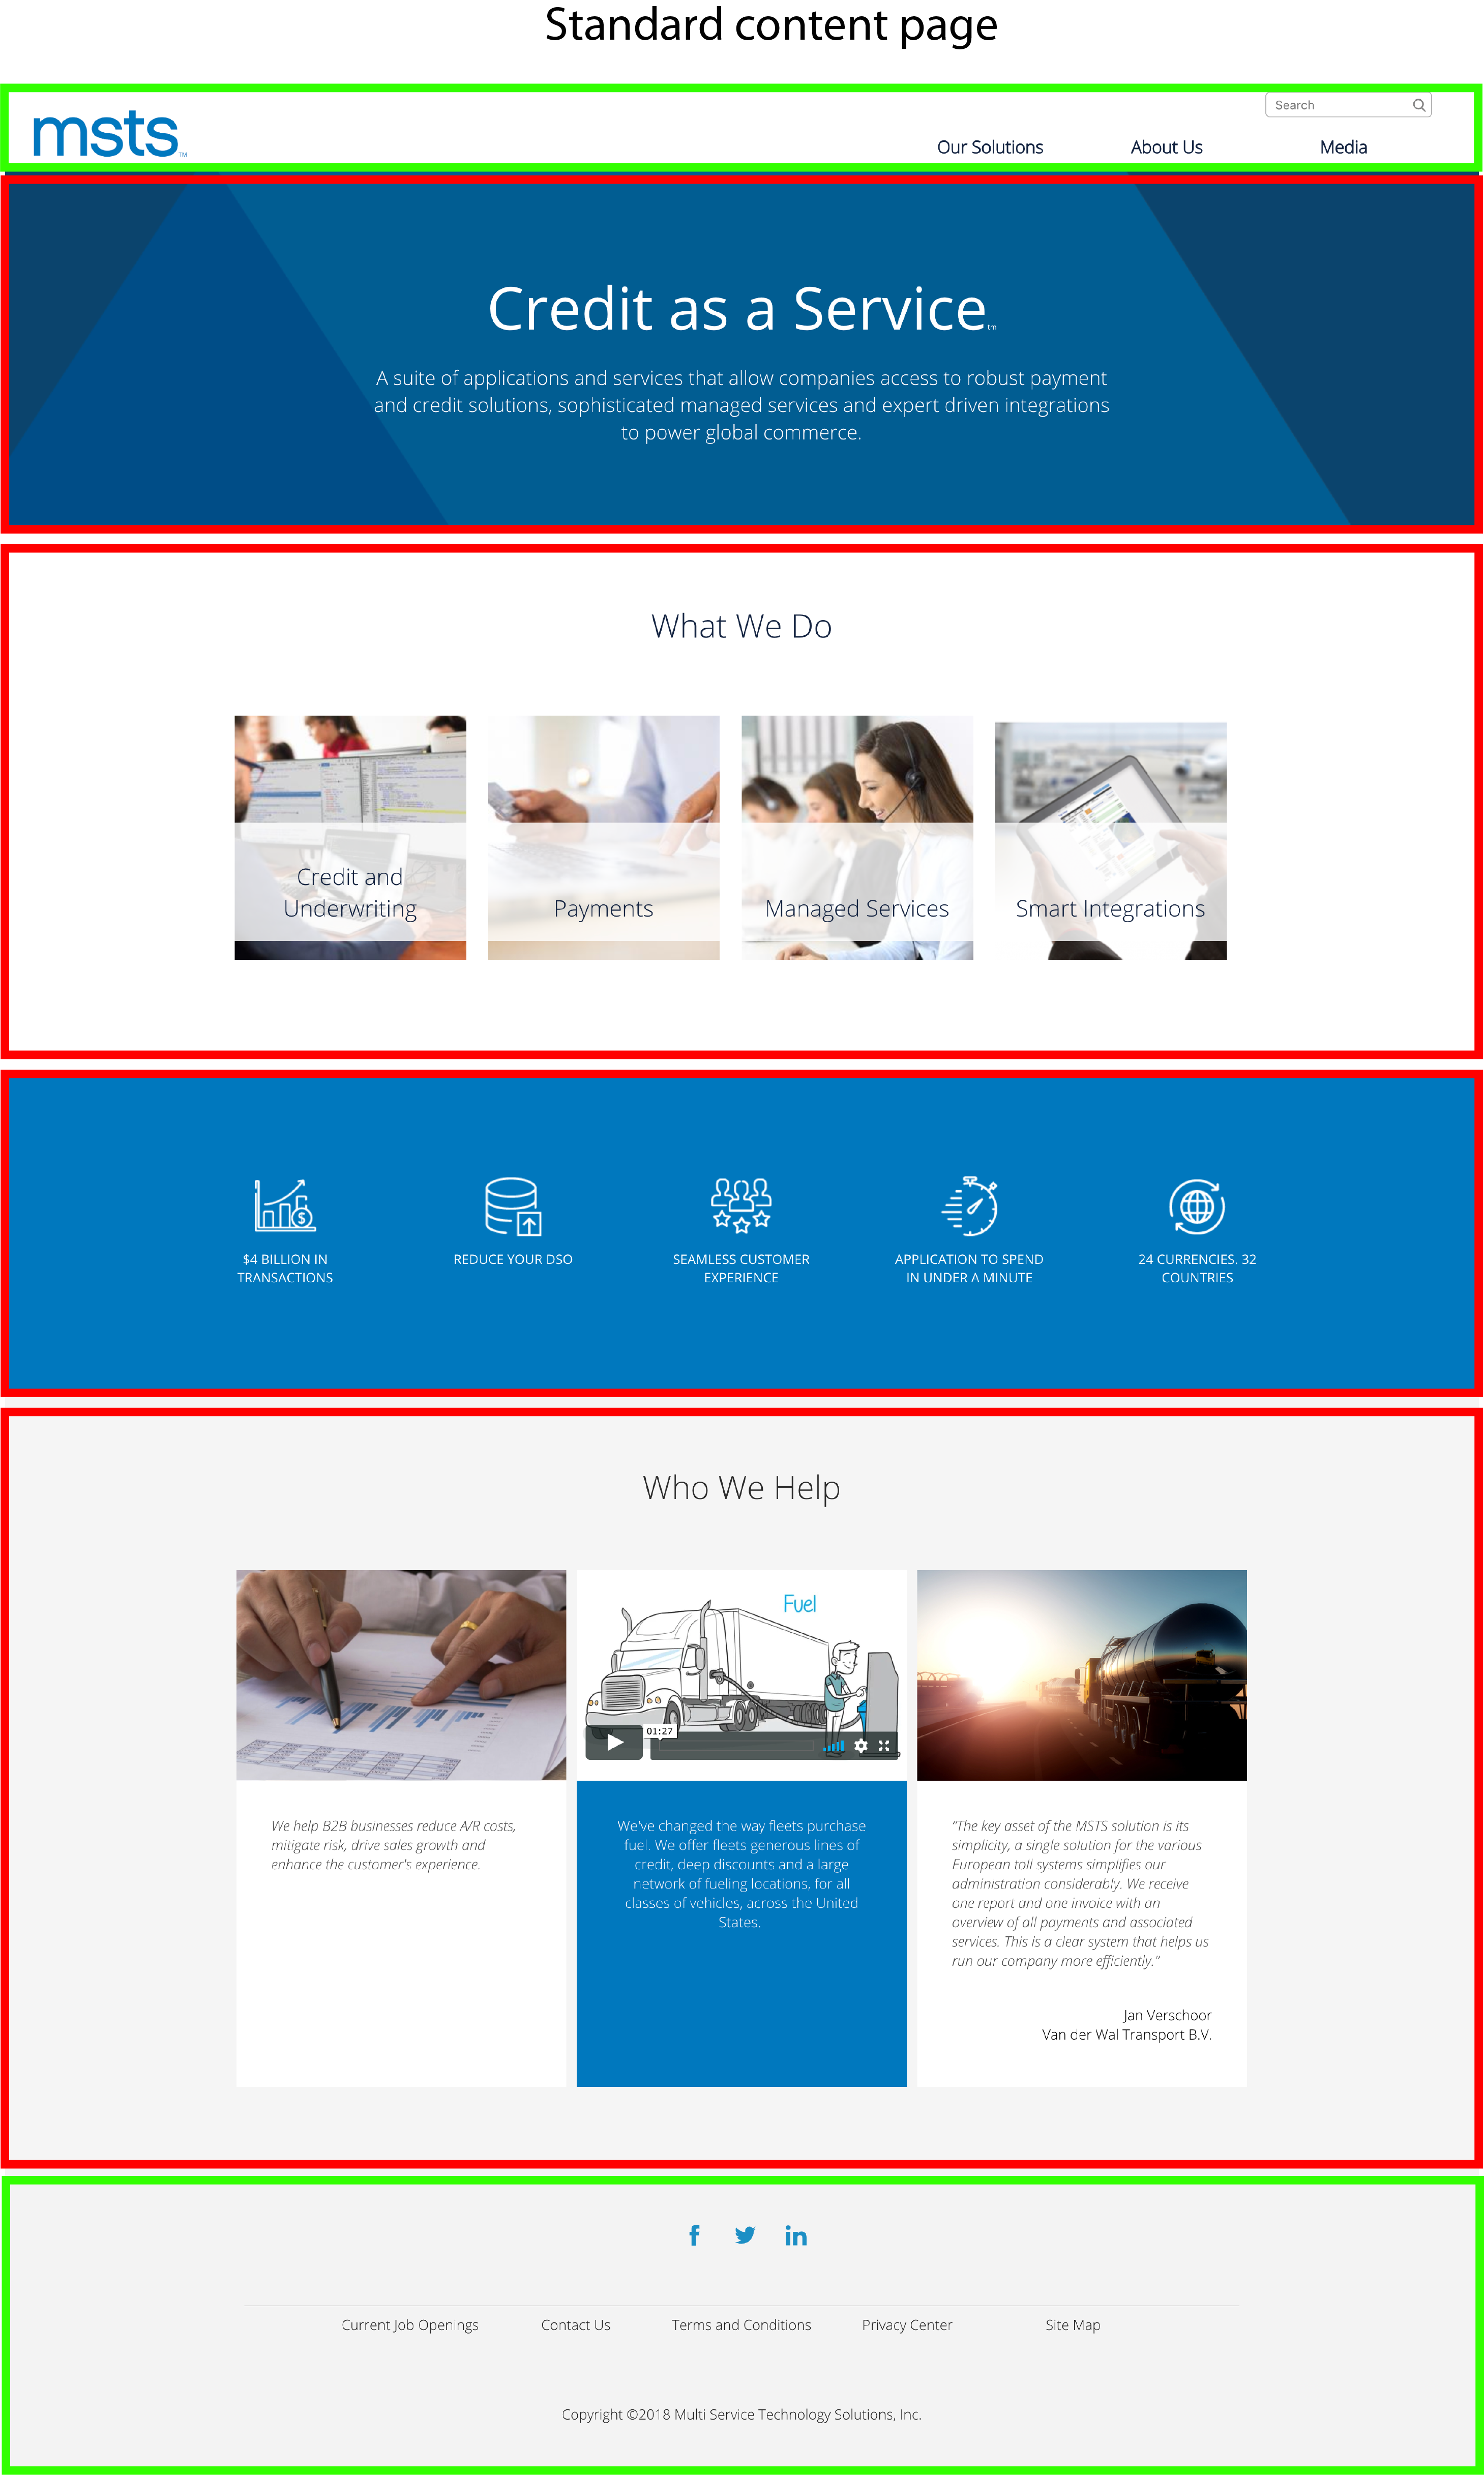 Standard content page
Search
msts™
Our Solutions
About Us
Media
Credit as a Service tm
A suite of applications and services that allow companies access to robust payment
and credit solutions, sophisticated managed services and expert driven integrations
to power global commerce.
What We Do
Credit and
Underwriting
Payments
Managed Services
Smart Integrations
$4 BILLION IN
TRANSACTIONS
REDUCE YOUR DSO
SEAMLESS CUSTOMER
EXPERIENCE
APPLICATION TO SPEND
IN UNDER A MINUTE
24 CURRENCIES. 32
COUNTRIES
Who We Help
Fuel
01:27
We help B2B businesses reduce A/R costs,
mitigate risk, drive sales growth and
enhance the customer's experience.
We've changed the way fleets purchase
fuel. We offer fleets generous lines of
credit, deep discounts and a large
network of fueling locations, for all
classes of vehicles, across the United
States.
“The key asset of the MSTS solution is its
simplicity, a single solution for the various
European toll systems simplifies our
administration considerably. We receive
one report and one invoice with an
overview of all payments and associated
services. This is a clear system that helps us
run our company more efficiently.”
Jan Verschoor
Van der Wal Transport B.V.
Current Job Openings
Contact Us
Terms and Conditions
Privacy Center
Site Map
Copyright ©2018 Multi Service Technology Solutions, Inc.